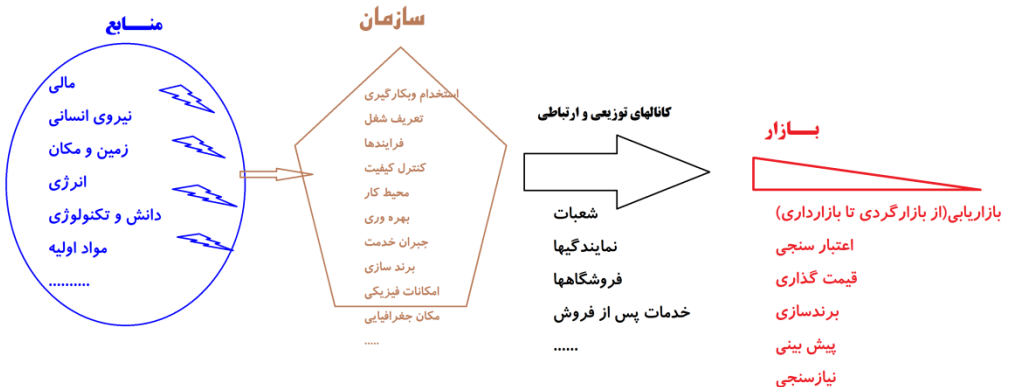 منـــابع
مالی
نیروی انسانی
زمین و مکان
انرژی
دانش و تکنولوژی
مواد اولیه
..........
سازمان
استخدام وبکارگیری
تعریف شغل
فرایندها
کنترل کیفیت
محیط کار
بهره وری
جبران خدمت
برند سازی
امکانات فیزیکی
مکان جغرافیایی
.....
کانالهای توزیعی و ارتباطی
شعبات
نمایندگیها
فروشگاهها
خدمات پس از فروش
......
بـــازار
بازاریابی(از بازارگردی تا بازارداری)
اعتبار سنجی
قیمت گذاری
برندسازی
پیش بینی
نیازسنجی